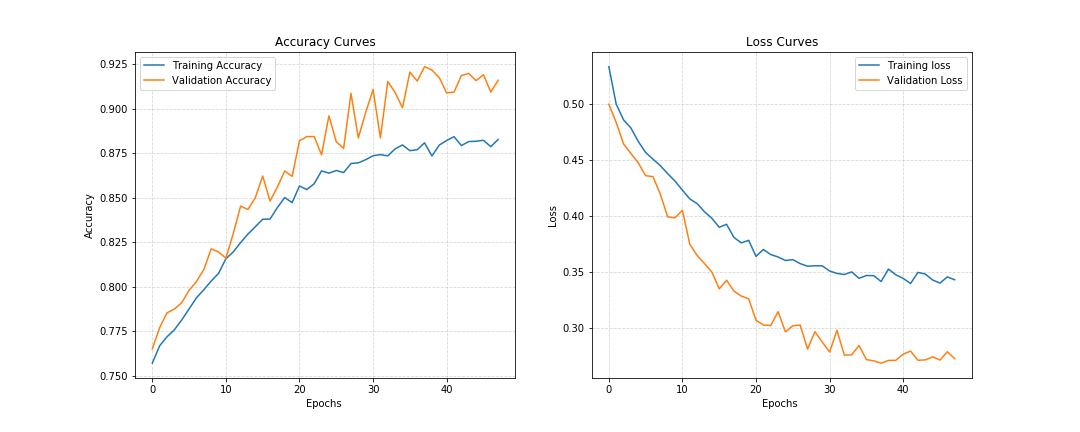 Accuracy Curves
Training Accuracy
Validation Accuracy
0.925
0.900
0.875
0.850
0.825
0.800
0.775
0.750
Accuracy
0 10 20 30 40
Epochs
Loss Curves
Training loss
Validation Loss
0.50
0.45
0.40
0.35
0.30
Loss
0 10 20 30 40
Epochs